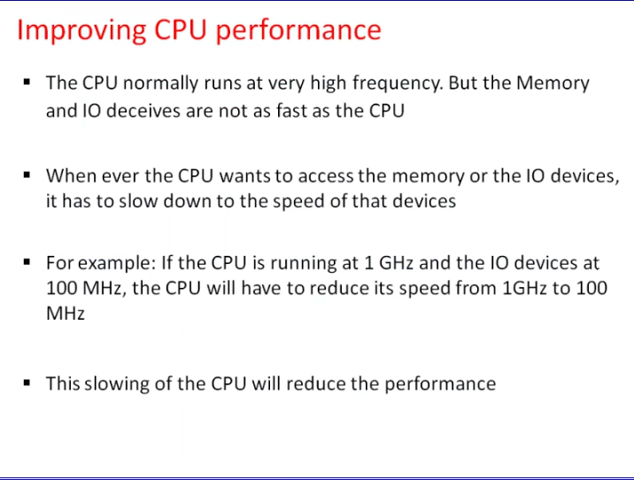 Improving CPU performance
▪ The CPU normally runs at very high frequency. But the Memory
and IO deceives are not as fast as the CPU
▪ When ever the CPU wants to access the memory or the IO devices,
it has to slow down to the speed of that devices
▪ For example: If the CPU is running at 1 GHz and the IO devices at
100 MHz, the CPU will have to reduce its speed from 1GHz to 100
MHz
▪ This slowing of the CPU will reduce the performance